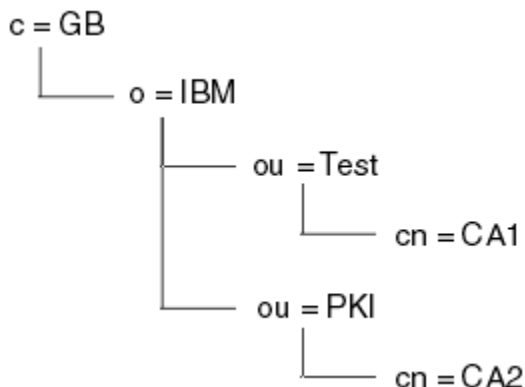 c = GB
o = IBM
ou = Test
cn = CA1
ou = PKI
cn = CA2